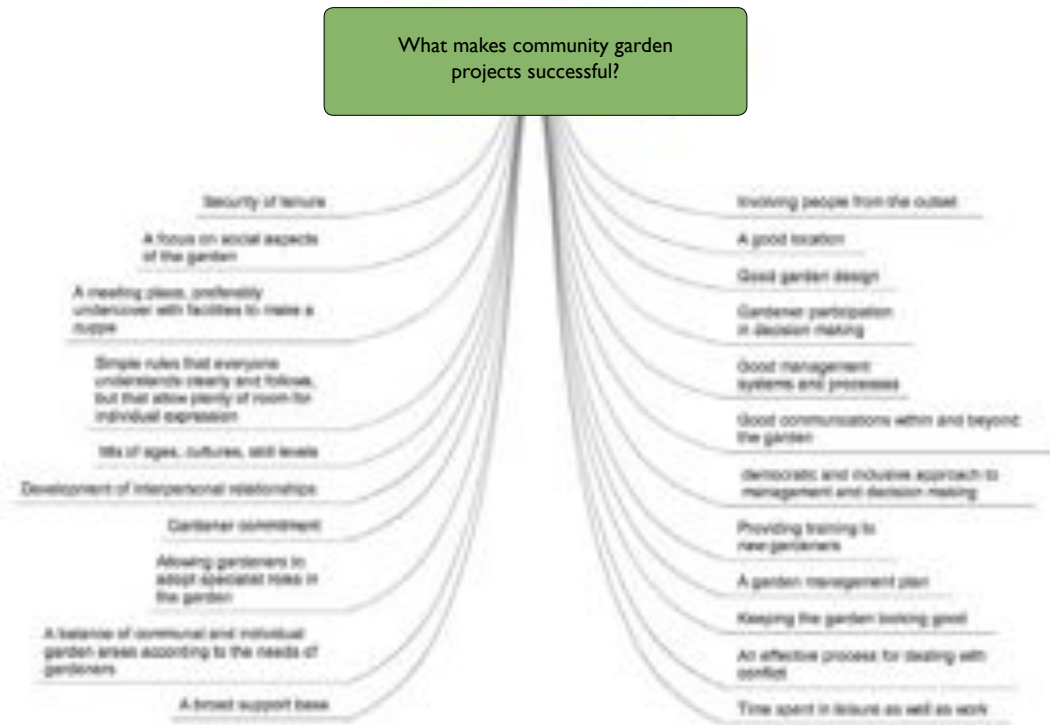 What makes community garden
projects successful?
Security of tenure
A focus on social aspects
of the garden
A meeting place, preferably
undercover with facilities to make a
cuppa
Simple rules that everyone
understands clearly and follows,
but that allow plenty of room for
individual expression
Mix of ages, cultures, skill levels
Development of interpersonal relationships
Gardener commitment
Allowing gardeners to
adopt specialist roles in
the garden
A balance of communal and individual
garden areas according to the needs of
gardeners
A broad support base
Involving people from the outset
A good location
Good garden design
Gardener participation
in decision making
Good management
systems and processes
Good communications within and beyond
the garden
democratic and inclusive approach to
management and decision making
Providing training to
new gardeners
A garden management plan
Keeping the garden looking good
An effective process for dealing with
conflict
Time spent in leisure as well as work